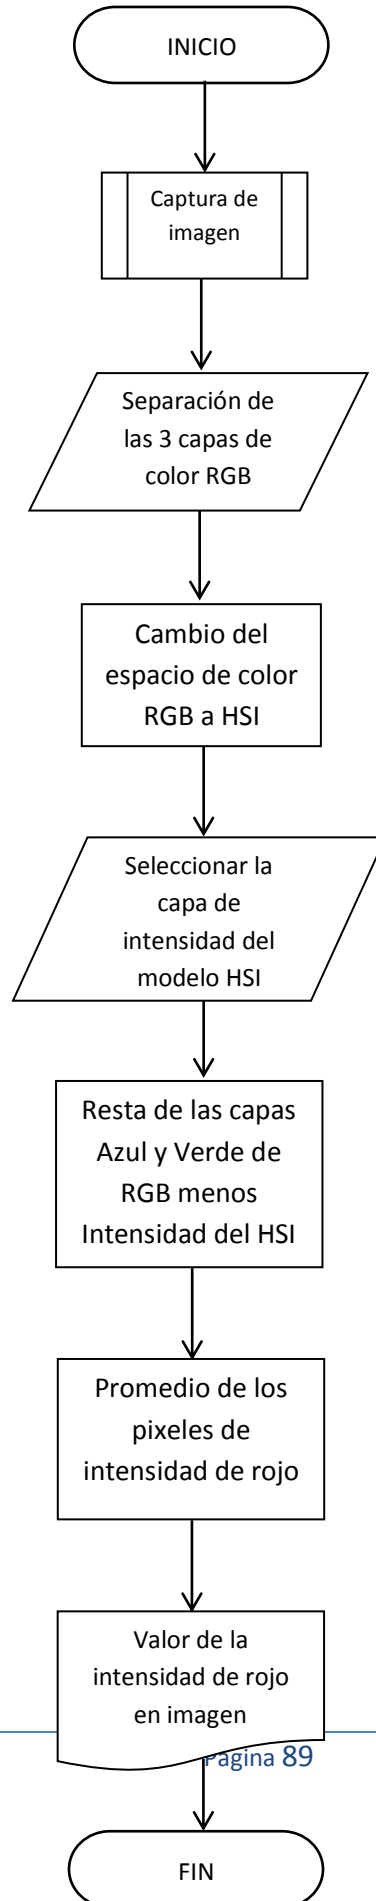 INICIO
Captura de
imagen
Separación de
las 3 capas de
color RGB
Cambio del
espacio de color
RGB a HSI
Seleccionar la
capa de
intensidad del
modelo HSI
Resta de las capas
Azul y Verde de
RGB menos
Intensidad del HSI
Promedio de los
pixeles de
intensidad de rojo
Valor de la
intensidad de rojo
en imagen
Página 89
FIN